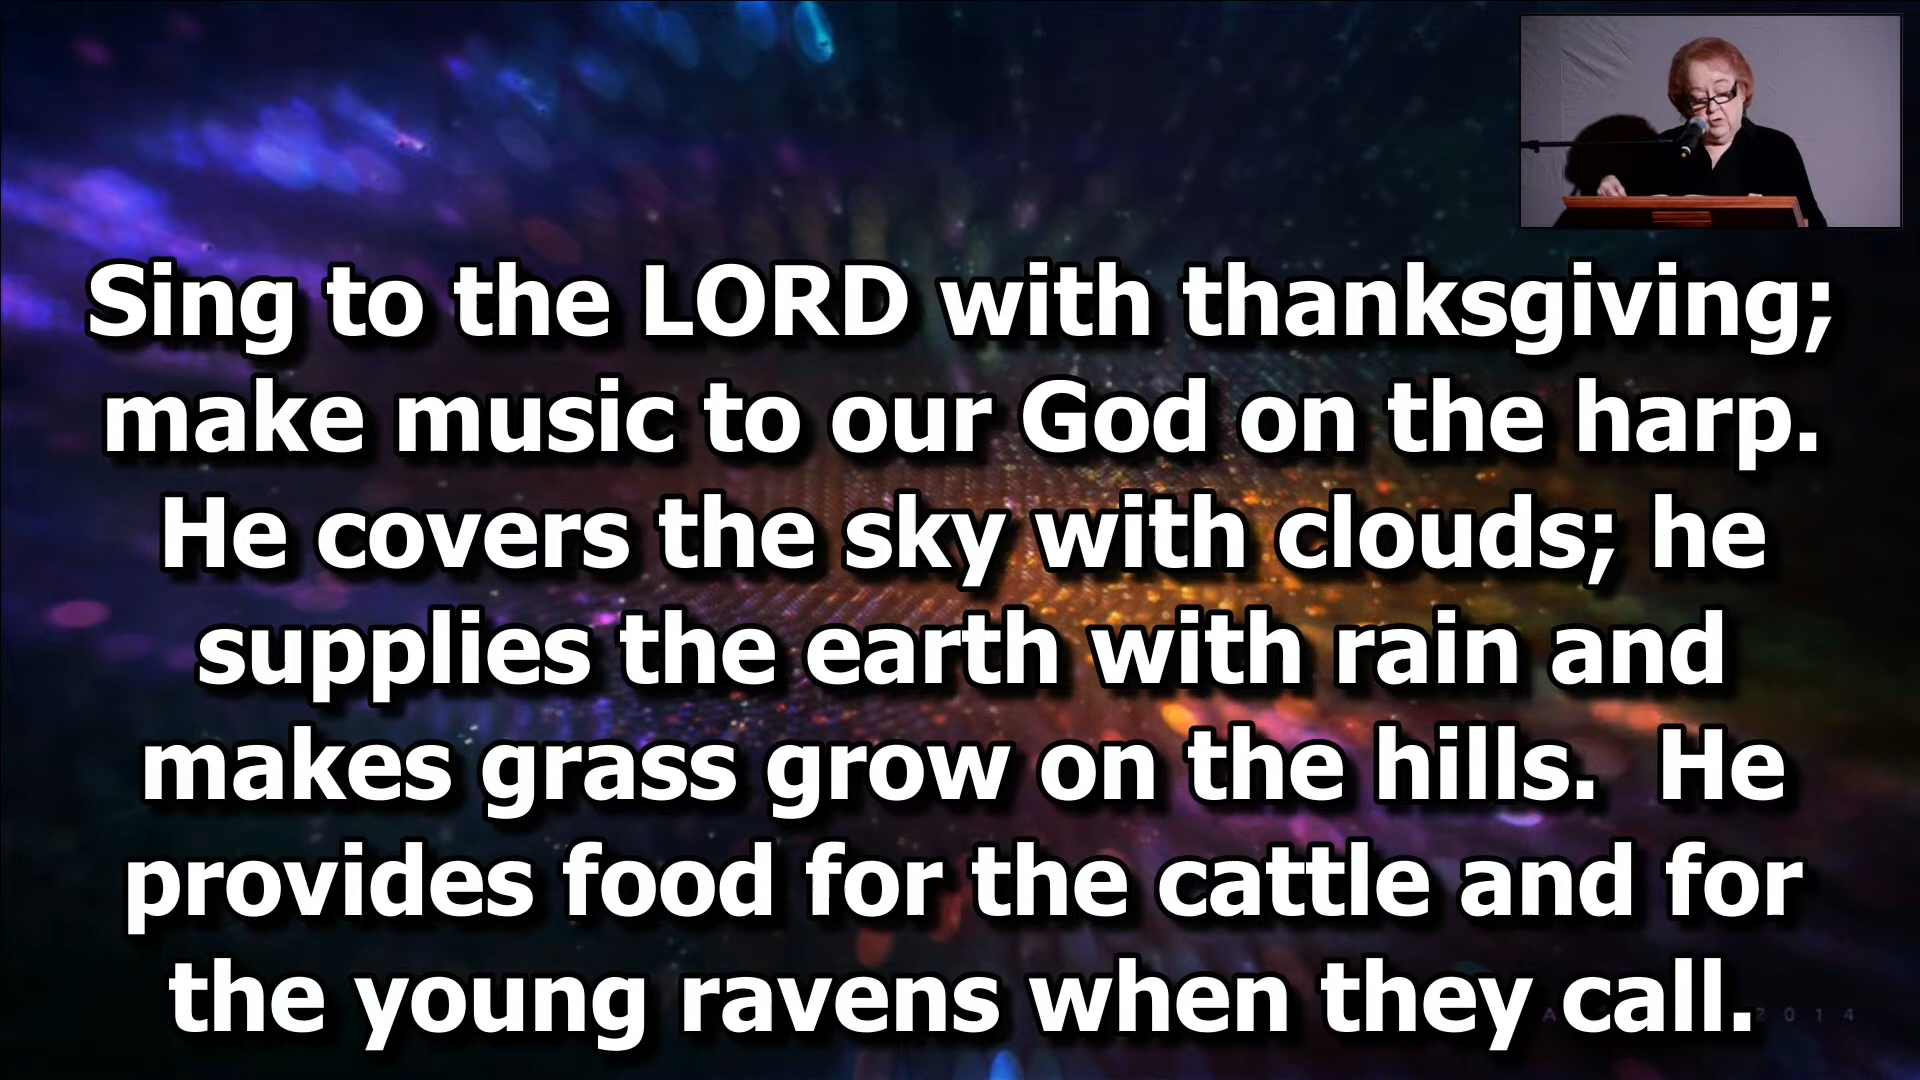 Sing to the LORD with thanksgiving;
make music to our God on the harp.
He covers the sky with clouds; he
supplies the earth with rain and
makes grass grow on the hills.  He
provides food for the cattle and for
the young ravens when they call.
2014